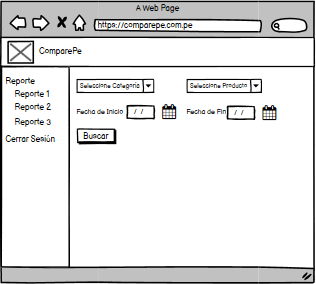 A Web Page
https://comparepe.com.pe
ComparePe
Reporte
Reporte 1
Reporte 2
Reporte 3
Cerrar Sesión
Seleccione Categoría
Seleccione Producto
Fecha de Inicio / /
Fecha de Fin / /
Buscar